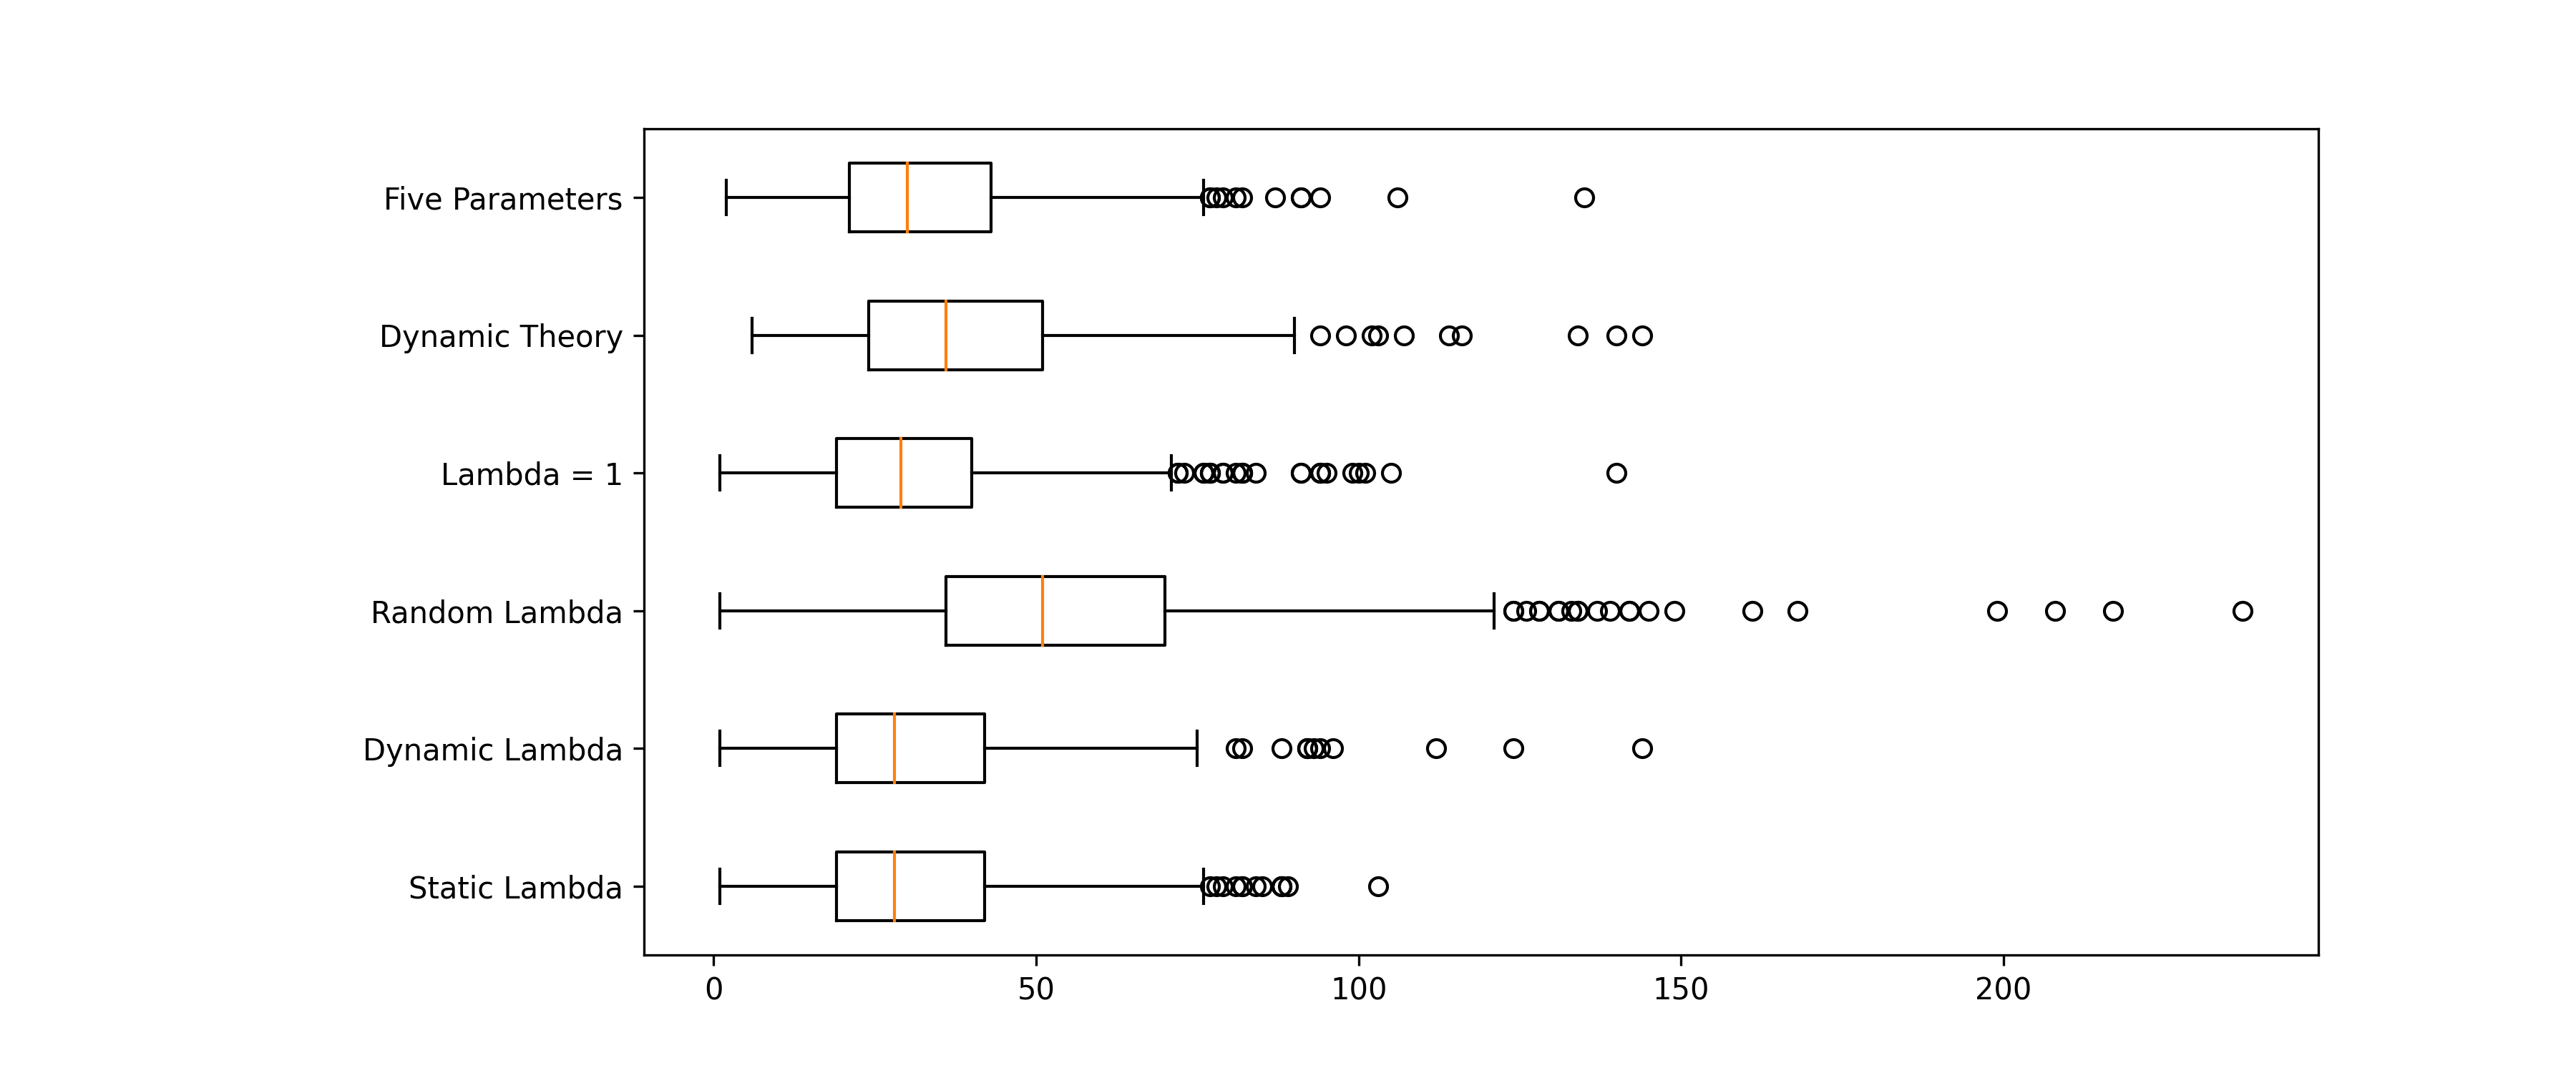 Five Parameters
Dynamic Theory
Lambda = 1
Random Lambda
Dynamic Lambda
Static Lambda
0 50 100 150 200